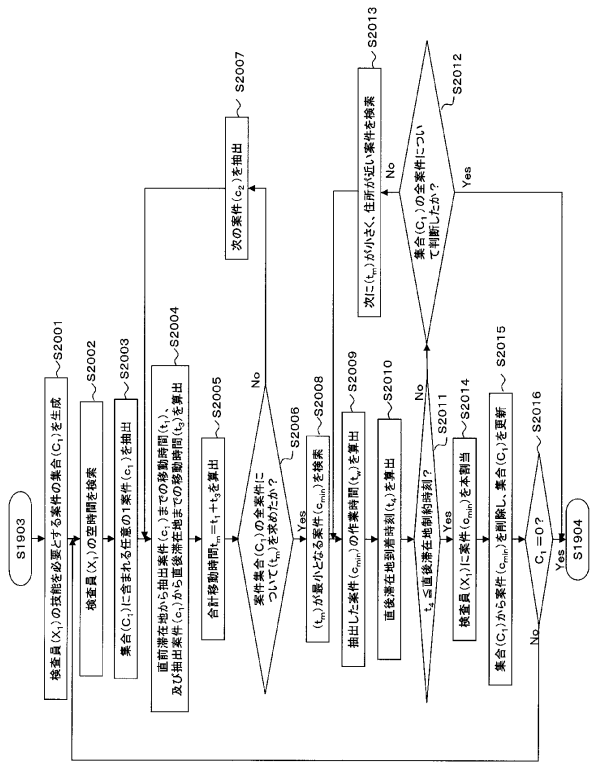 S1903
検査員(X₁)の技能を必要とする案件の集合(C₁)を生成
S2001
検査員(X₁)の空時間を検索
S2002
集合(C₁)に含まれる任意の1案件(c₁)を抽出
S2003
直前滞在地から抽出案件(c₁)までの移動時間(t₁)、
及び抽出案件(c₁)から直後滞在地までの移動時間(t₃)を算出
S2004
合計移動時間tₘ=t₁+t₃を算出
S2005
案件集合(C₁)の全案件に
ついて(tₘ)を求めたか?
S2006
No
次の案件(c₂)を抽出
S2007
Yes
(tₘ)が最小となる案件(cmin)を検索
S2008
抽出した案件(cmin)の作業時間(tw)を算出
S2009
直後滞在地到着時刻(t₄)を算出
S2010
t₄≦直後滞在地制約時刻?
S2011
No
集合(C₁)の全案件につい
て判断したか?
S2012
No
次に(tₘ)が小さく、住所が近い案件を検索
S2013
Yes
Yes
検査員(X₁)に案件(cmin)を本割当
S2014
集合(C₁)から案件(cmin)を削除し、集合(C₁)を更新
S2015
C₁=0?
S2016
No
Yes
S1904